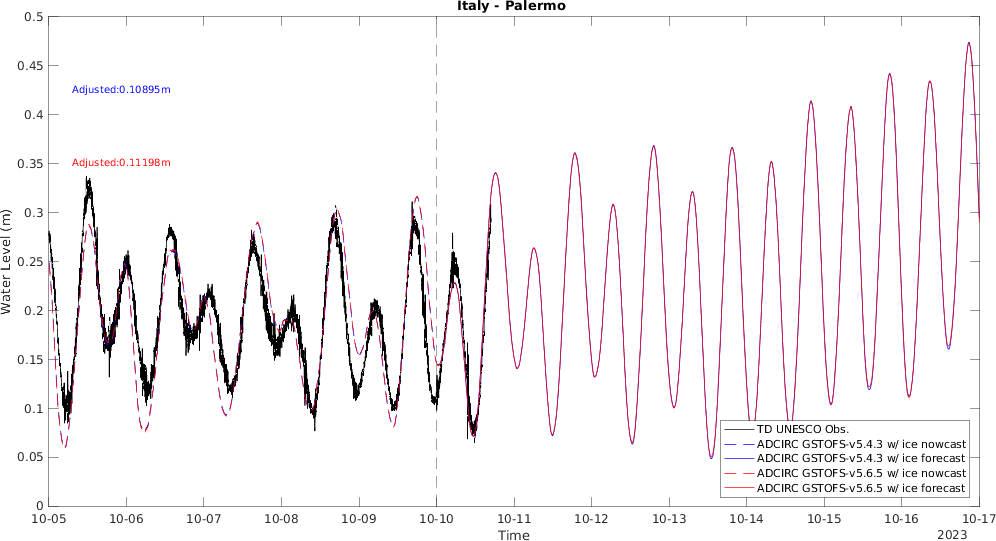 Italy - Palermo
0.5
0.45
0.4
0.35
0.3
0.25
0.2
0.15
0.1
0.05
0
Water Level (m)
Adjusted:0.10895m
Adjusted:0.11198m
TD UNESCO Obs.
ADCIRC GSTOFS-v5.4.3 w/ ice nowcast
ADCIRC GSTOFS-v5.4.3 w/ ice forecast
ADCIRC GSTOFS-v5.6.5 w/ ice nowcast
ADCIRC GSTOFS-v5.6.5 w/ ice forecast
10-05 10-06 10-07 10-08 10-09 10-10 10-11 10-12 10-13 10-14 10-15 10-16 10-17
Time
2023